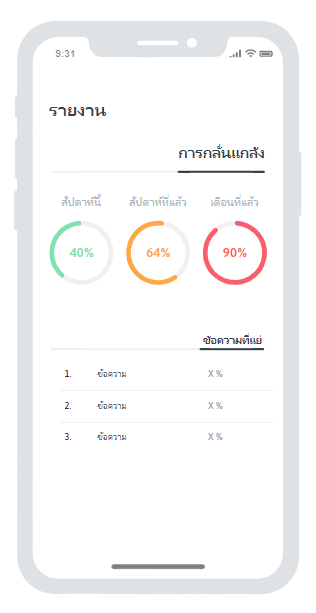 9:31
รายงาน
การกลั่นแกล้ง
สัปดาห์นี้ สัปดาห์ที่แล้ว เดือนที่แล้ว
40% 64% 90%
ข้อความที่แย่
1. ข้อความ X %
2. ข้อความ X %
3. ข้อความ X %